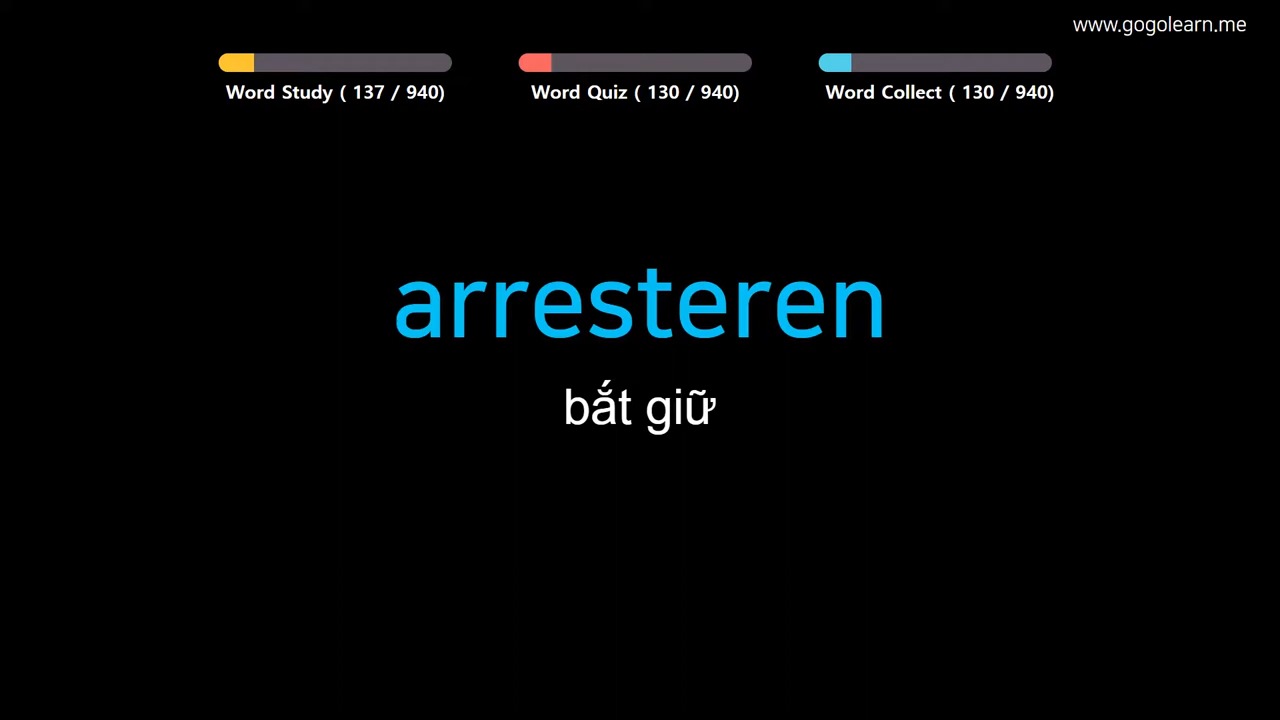 www.gogolearn.me
Word Study ( 137 / 940)
Word Quiz ( 130 / 940)
Word Collect ( 130 / 940)
arresteren
bắt giữ